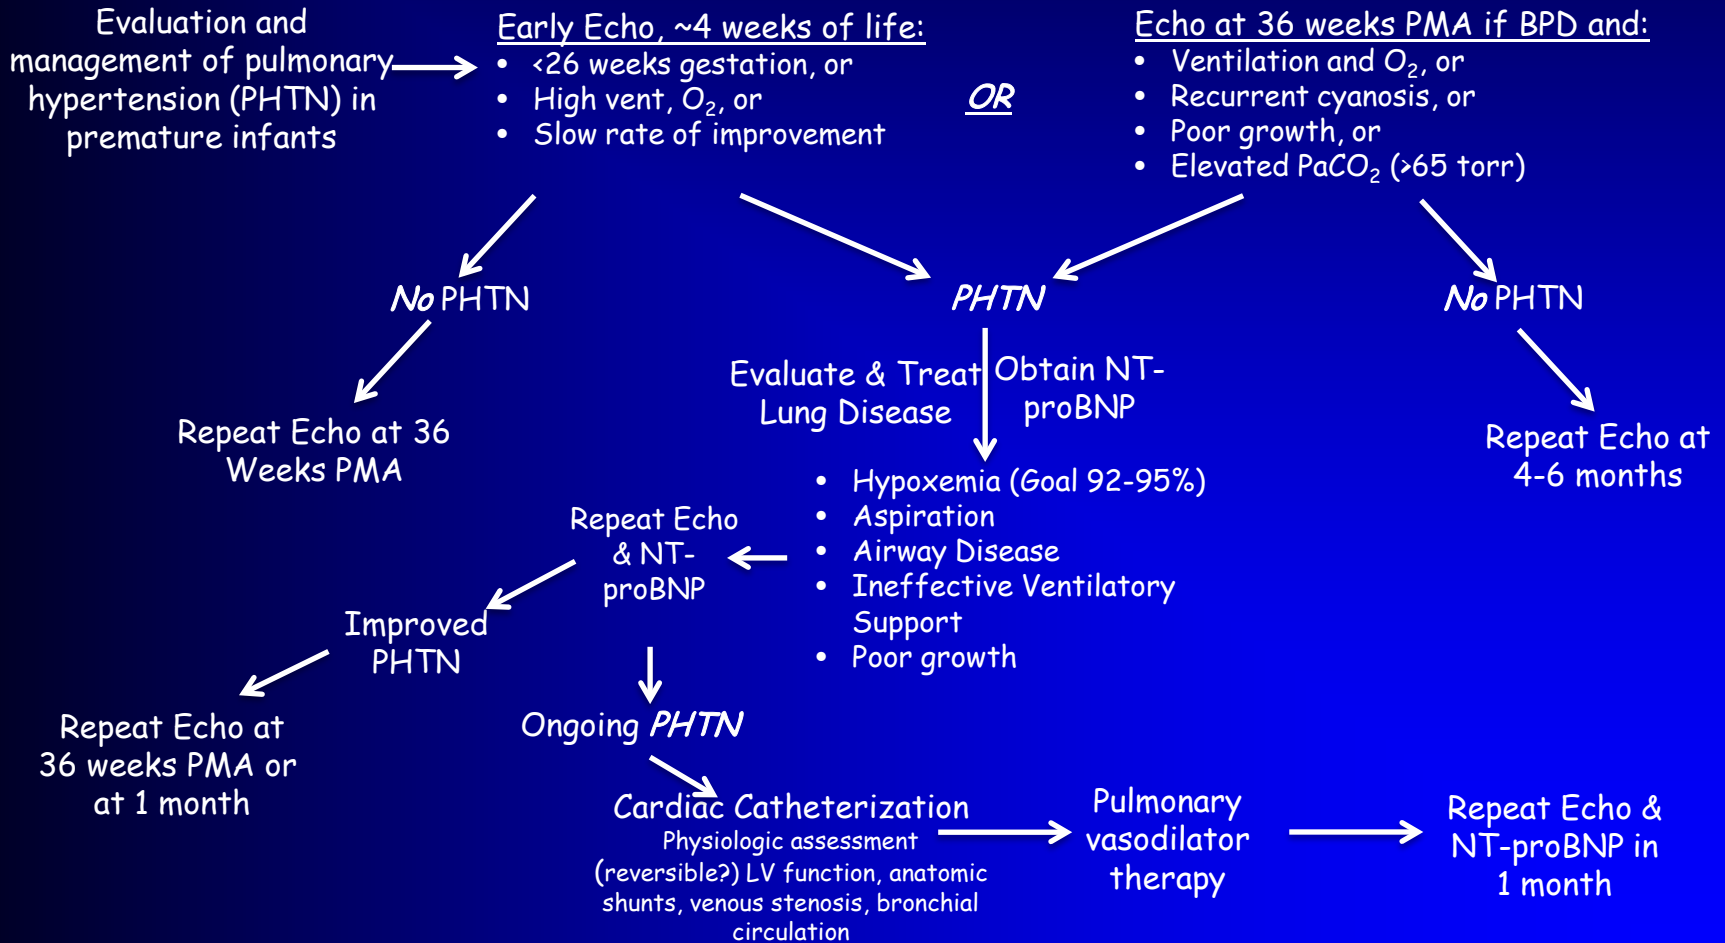 Evaluation and
management of pulmonary
hypertension (PHTN) in
premature infants
Early Echo, ~4 weeks of life:
• <26 weeks gestation, or
• High vent, O₂, or
• Slow rate of improvement
OR
Echo at 36 weeks PMA if BPD and:
• Ventilation and O₂, or
• Recurrent cyanosis, or
• Poor growth, or
• Elevated PaCO₂ (>65 torr)
No PHTN
PHTN
No PHTN
Evaluate & Treat
Lung Disease
Obtain NT-
proBNP
Repeat Echo at 36
Weeks PMA
Repeat Echo at
4-6 months
• Hypoxemia (Goal 92-95%)
• Aspiration
• Airway Disease
• Ineffective Ventilatory
Support
• Poor growth
Repeat Echo
& NT-
proBNP
Improved
PHTN
Repeat Echo at
36 weeks PMA or
at 1 month
Ongoing PHTN
Cardiac Catheterization
Physiologic assessment
(reversible?) LV function, anatomic
shunts, venous stenosis, bronchial
circulation
Pulmonary
vasodilator
therapy
Repeat Echo &
NT-proBNP in
1 month